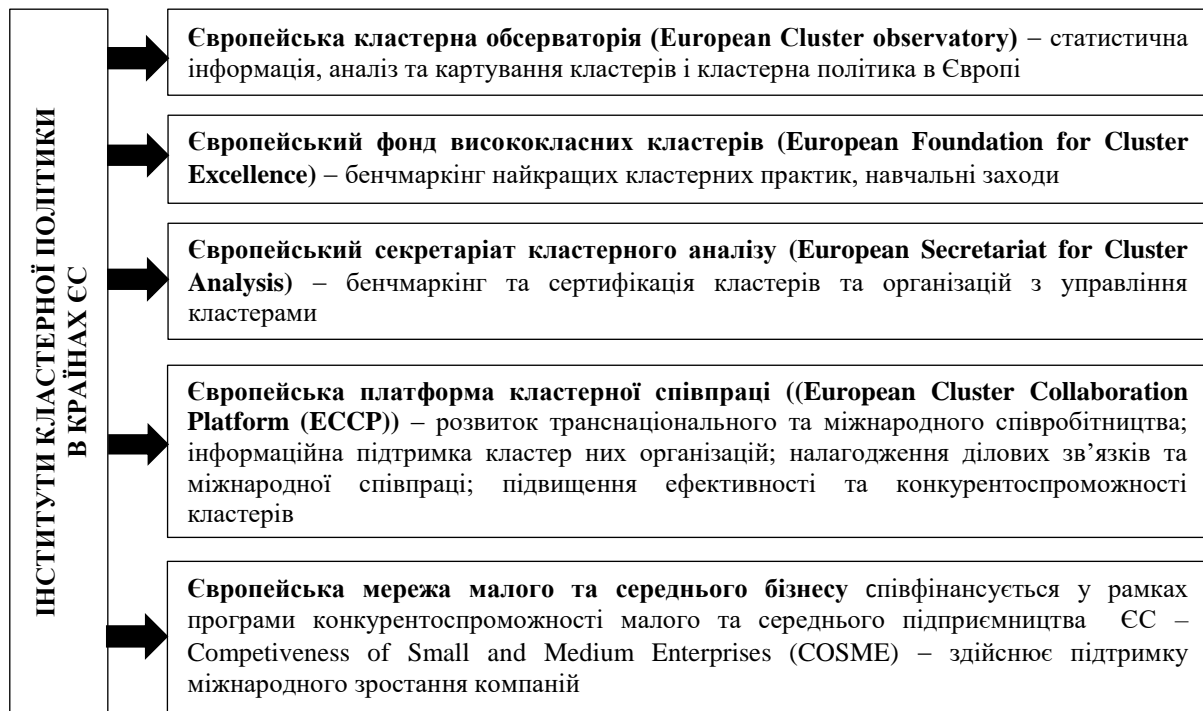 ІНСТИТУТИ КЛАСТЕРНОЇ ПОЛІТИКИ
В КРАЇНАХ ЄС
Європейська кластерна обсерваторія (European Cluster observatory) – статистична
інформація, аналіз та картування кластерів і кластерна політика в Європі
Європейський фонд висококласних кластерів (European Foundation for Cluster
Excellence) – бенчмаркінг найкращих кластерних практик, навчальні заходи
Європейський секретаріат кластерного аналізу (European Secretariat for Cluster
Analysis) – бенчмаркінг та сертифікація кластерів та організацій з управління
кластерами
Європейська платформа кластерної співпраці ((European Cluster Collaboration
Platform (ECCP)) – розвиток транснаціонального та міжнародного співробітництва;
інформаційна підтримка кластер них організацій; налагодження ділових зв’язків та
міжнародної співпраці; підвищення ефективності та конкурентоспроможності
кластерів
Європейська мережа малого та середнього бізнесу співфінансується у рамках
програми конкурентоспроможності малого та середнього підприємництва ЄС –
Competiveness of Small and Medium Enterprises (COSME) – здійснює підтримку
міжнародного зростання компаній